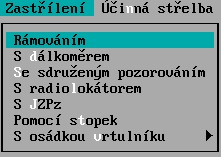 Zastřílení Účinná střelba
Rámováním
S dálkoměrem
Se sdruženým pozorováním
S radiolokátorem
S JZPz
Pomocí stopek
S osádkou vrtulníku